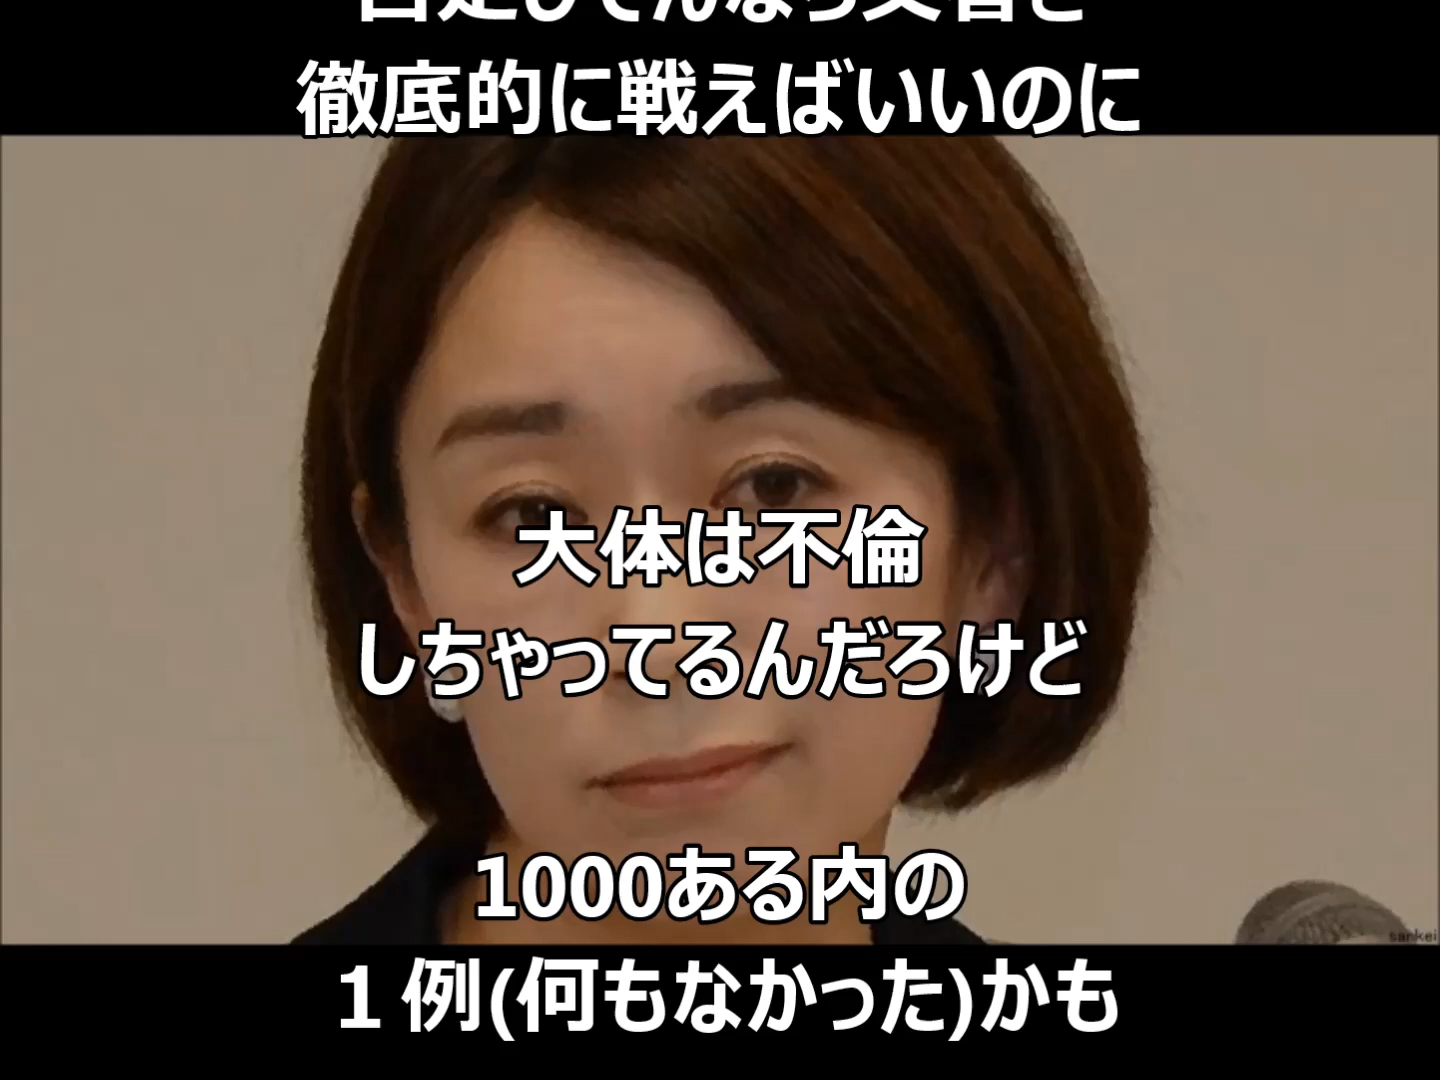 徹底的に戦えばいいのに
大体は不倫
しちゃってるんだろけど
1000ある内の
１例(何もなかった)かも
sankei